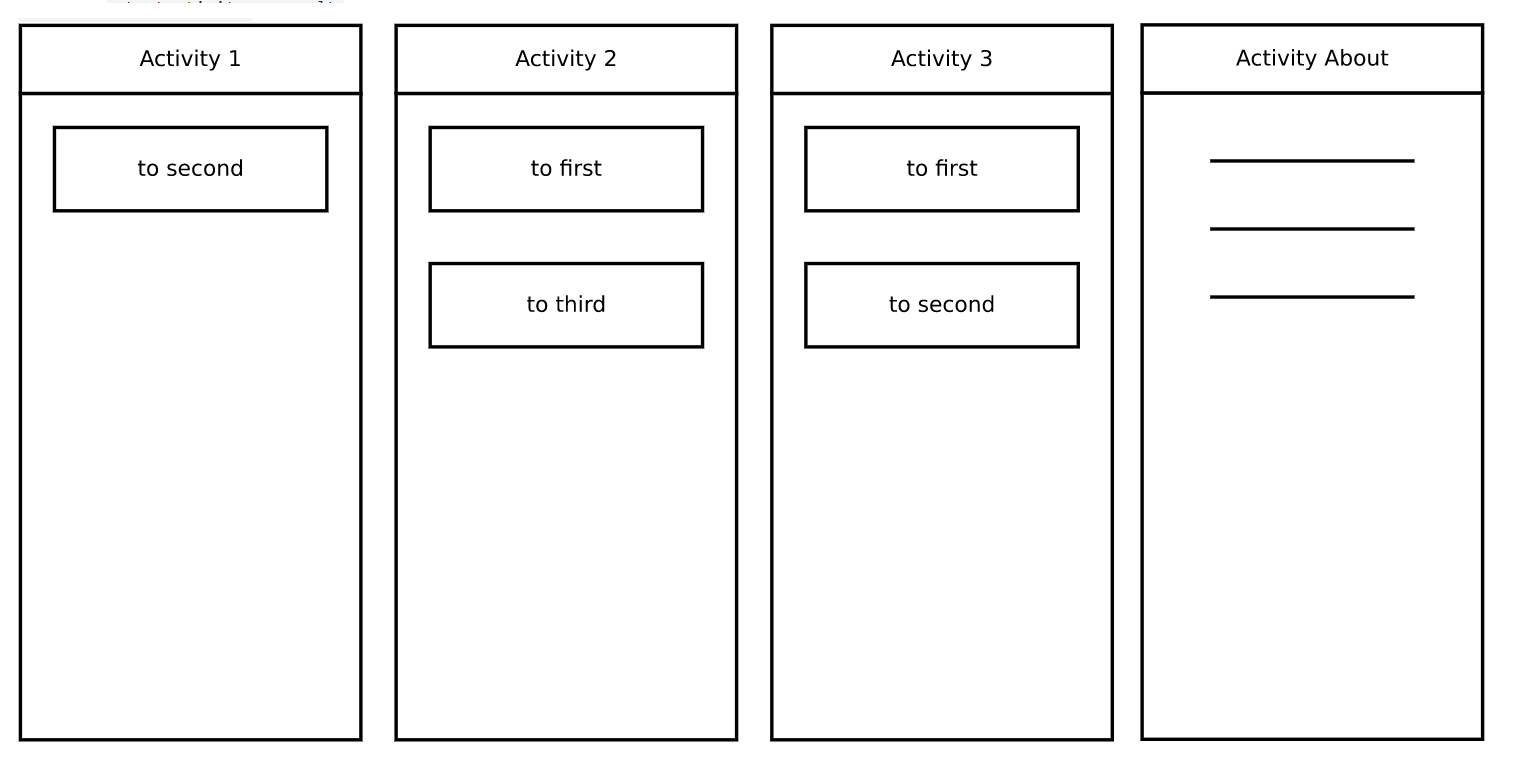 Activity 1
to second
Activity 2
to first
to third
Activity 3
to first
to second
Activity About